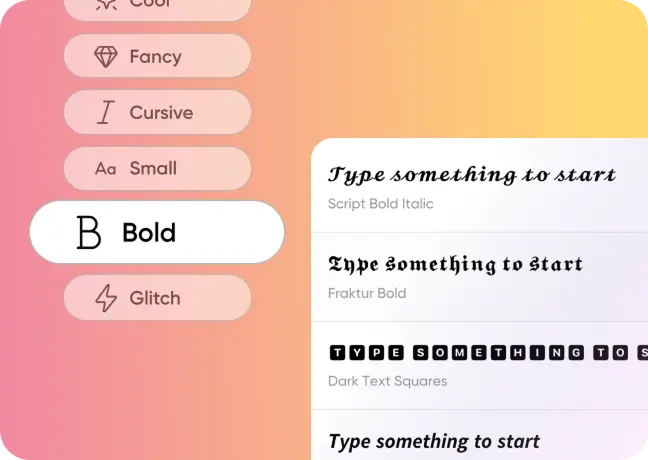 Cool
Fancy
Cursive
Aa Small
B Bold
Glitch
Type something to start
Script Bold Italic
Type something to start
Fraktur Bold
TYPE SOMETHING TO S
Dark Text Squares
Type something to start